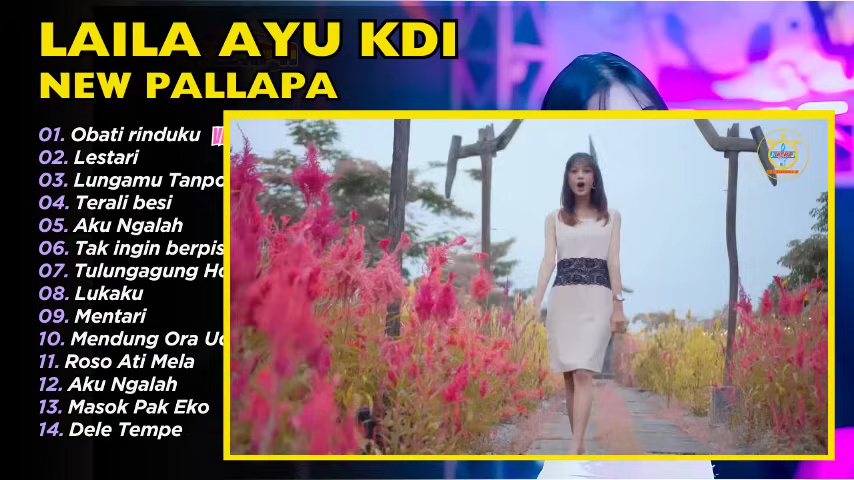 LAILA AYU KDI
NEW PALLAPA
01. Obati rinduku
02. Lestari
03. Lungamu Tanpo
04. Terali besi
05. Aku Ngalah
06. Tak ingin berpis
07. Tulungagung Ho
08. Lukaku
09. Mentari
10. Mendung Ora Ud
11. Roso Ati Mela
12. Aku Ngalah
13. Masok Pak Eko
14. Dele Tempe